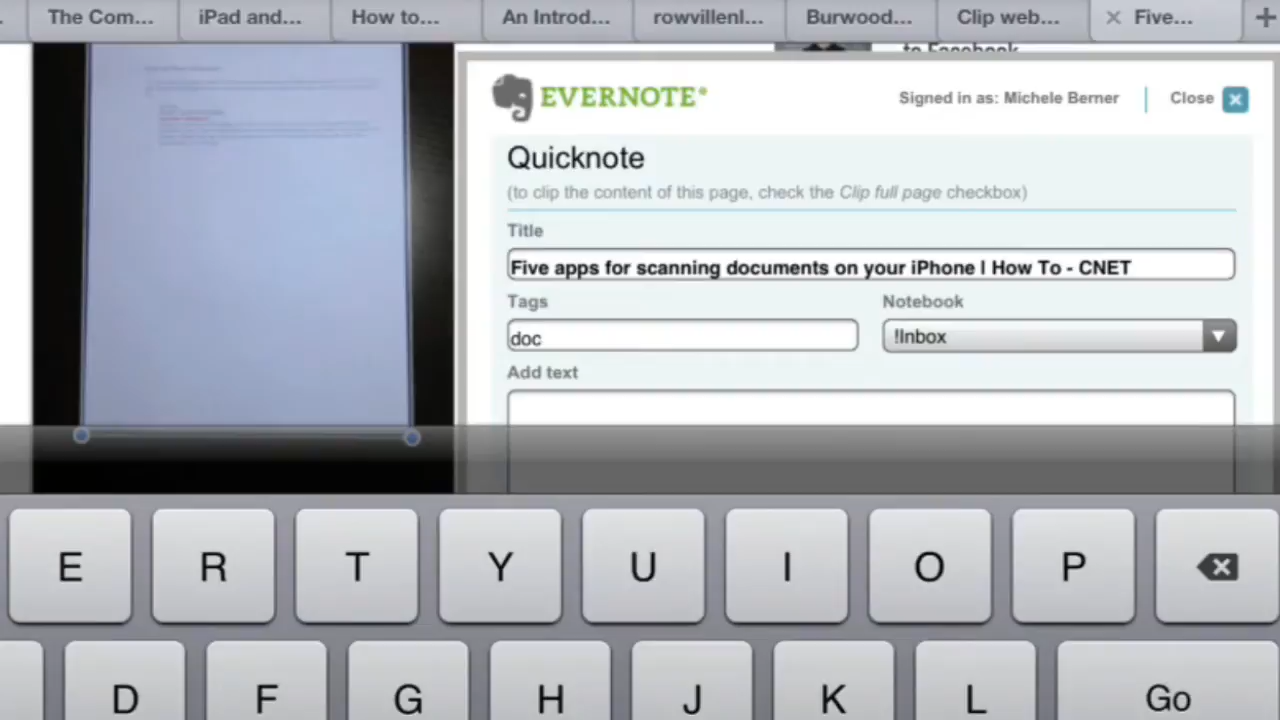 The Com... iPad and... How to... An Introd... rowvillenl... Burwood... Clip web... Five...
to Facebook
EVERNOTE®
Signed in as: Michele Berner
Close
Quicknote
(to clip the content of this page, check the Clip full page checkbox)
Title
Five apps for scanning documents on your iPhone | How To - CNET
Tags
Notebook
doc
!Inbox
Add text
E R T Y U I O P
D F G H J K L Go